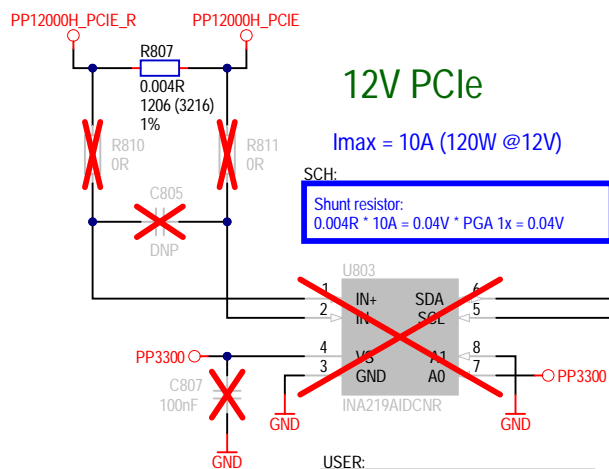 PP12000H_PCIE_R
PP12000H_PCIE
R807
0.004R
1206 (3216)
1%
12V PCIe
Imax = 10A (120W @12V)
R810
0R
R811
0R
SCH:
Shunt resistor:
0.004R * 10A = 0.04V * PGA 1x = 0.04V
C805
DNP
U803
1 IN+ SDA 6
2 IN- SCL 5
PP3300 4 VS A1 8
3 GND A0 7 PP3300
C807
100nF
INA219AIDCNR
GND
GND
GND
USER: